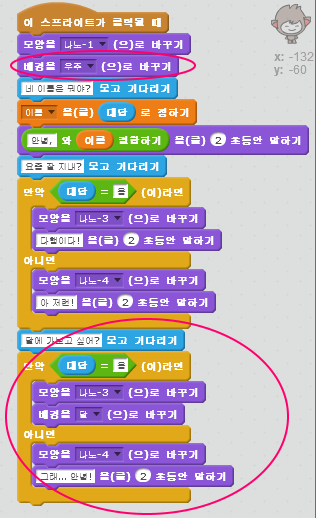 이 스프라이트가 클릭될 때
x: -132
모양을 나노-1 (으)로 바꾸기
y: -60
배경을 우주 (으)로 바꾸기
네 이름은 뭐야? 묻고 기다리기
이름 을(를) 대답 로 정하기
안녕, 와 이름 결합하기 을(를) 2 초동안 말하기
요즘 잘 지내? 묻고 기다리기
만약 대답 = 응 (이)라면
모양을 나노-3 (으)로 바꾸기
다행이다! 을(를) 2 초동안 말하기
아니면
모양을 나노-4 (으)로 바꾸기
아 저런! 을(를) 2 초동안 말하기
달에 가보고 싶어? 묻고 기다리기
만약 대답 = 응 (이)라면
모양을 나노-3 (으)로 바꾸기
배경을 달 (으)로 바꾸기
아니면
모양을 나노-4 (으)로 바꾸기
그래... 안녕! 을(를) 2 초동안 말하기